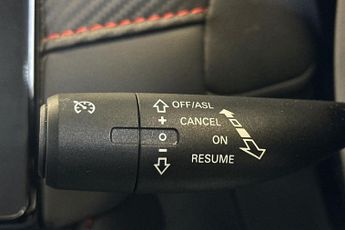 OFF/ASL
+ CANCEL
O ON
- RESUME